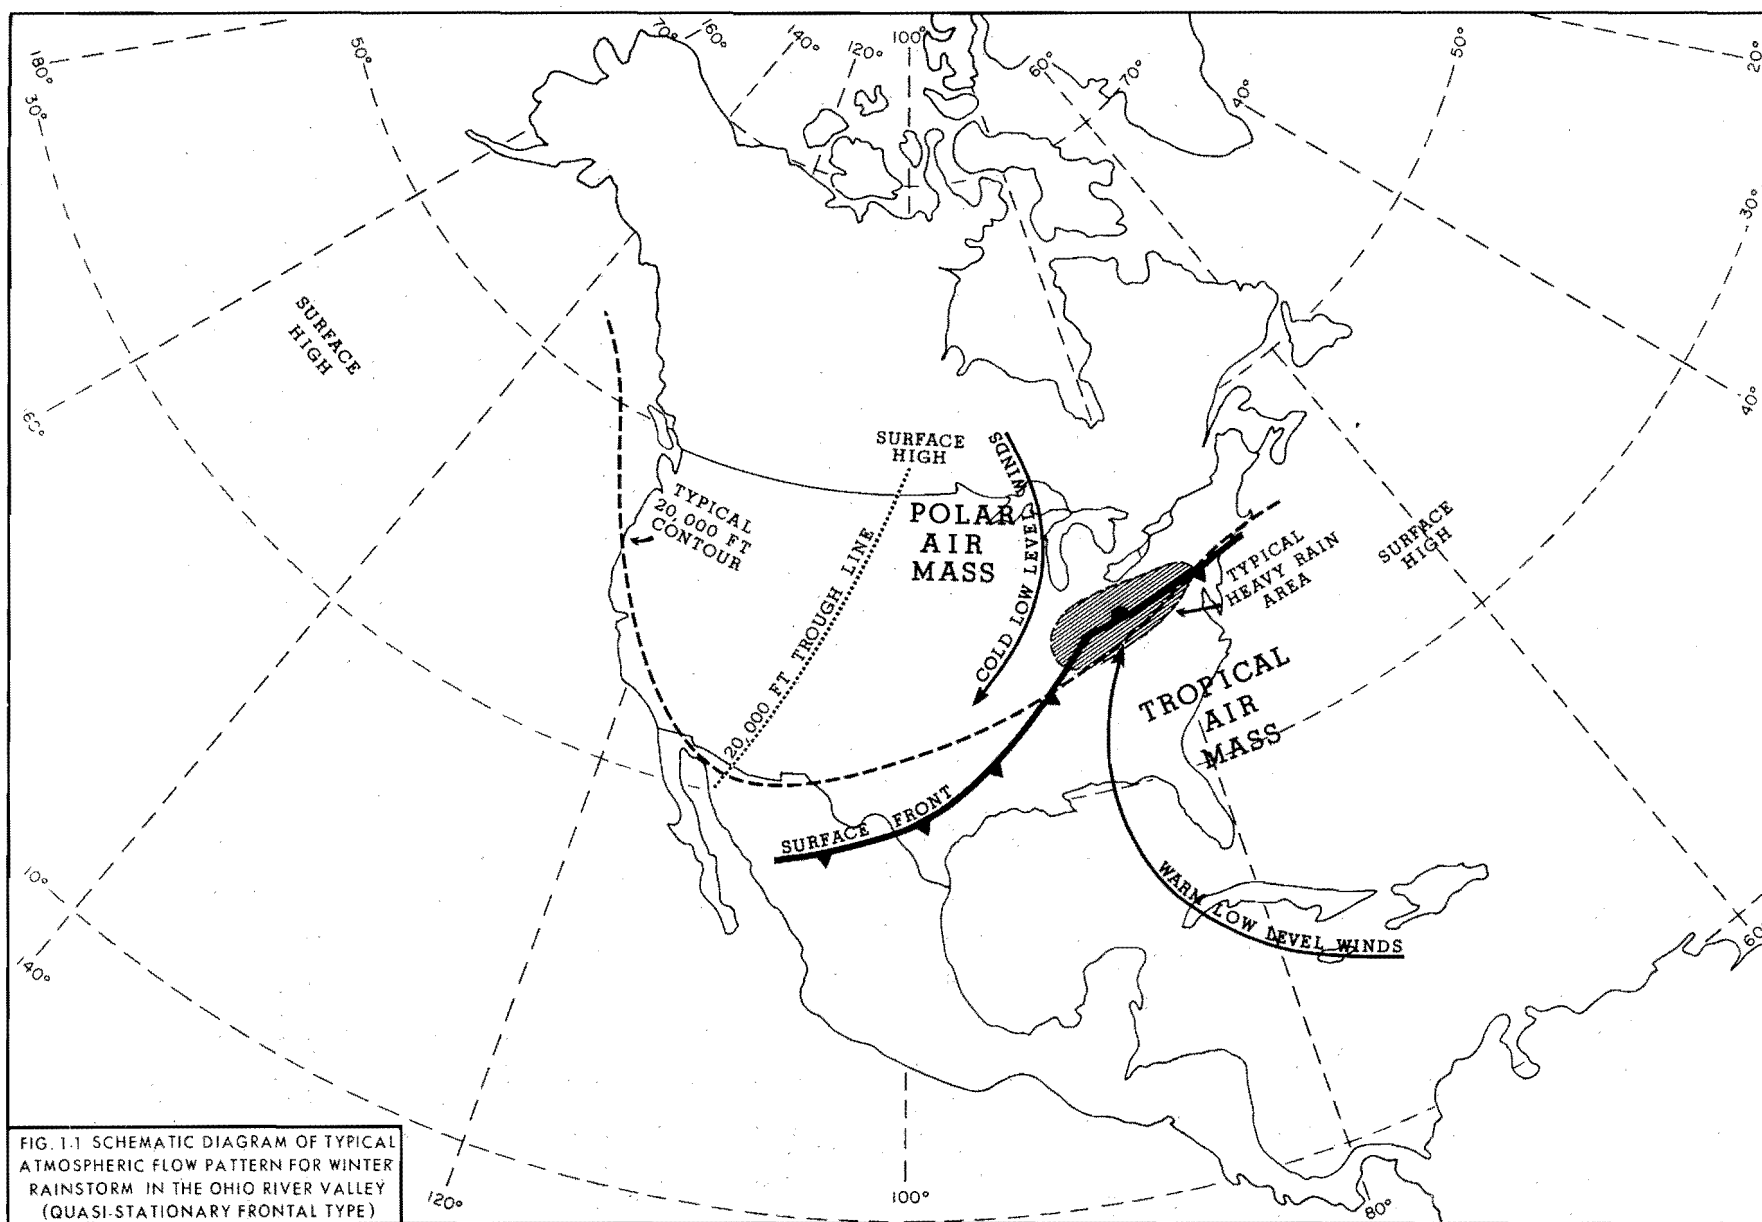 180°
30°
50°
70°
160°
140°
120°
100°
60°
70°
40°
50°
20°
30°
40°
60°
10°
140°
120°
100°
80°
60°
SURFACE
HIGH
SURFACE
HIGH
WINDS
COLD LOW LEVEL
TYPICAL
20,000 FT
CONTOUR
20,000 FT TROUGH LINE
POLAR
AIR
MASS
SURFACE
HIGH
TYPICAL
HEAVY RAIN
AREA
TROPICAL
AIR
MASS
SURFACE FRONT
WARM LOW LEVEL WINDS
FIG. 1-1 SCHEMATIC DIAGRAM OF TYPICAL
ATMOSPHERIC FLOW PATTERN FOR WINTER
RAINSTORM IN THE OHIO RIVER VALLEY
(QUASI-STATIONARY FRONTAL TYPE)